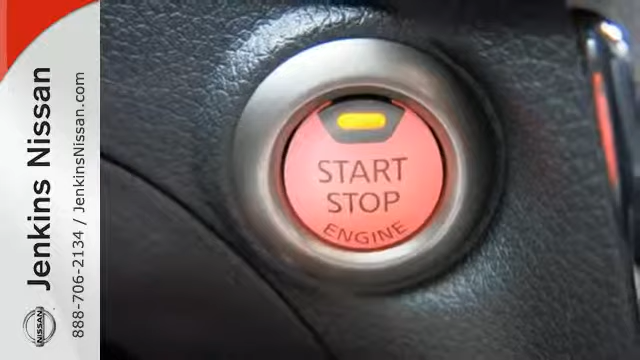 Jenkins Nissan
888-706-2134 / JenkinsNissan.com
NISSAN
START
STOP
ENGINE